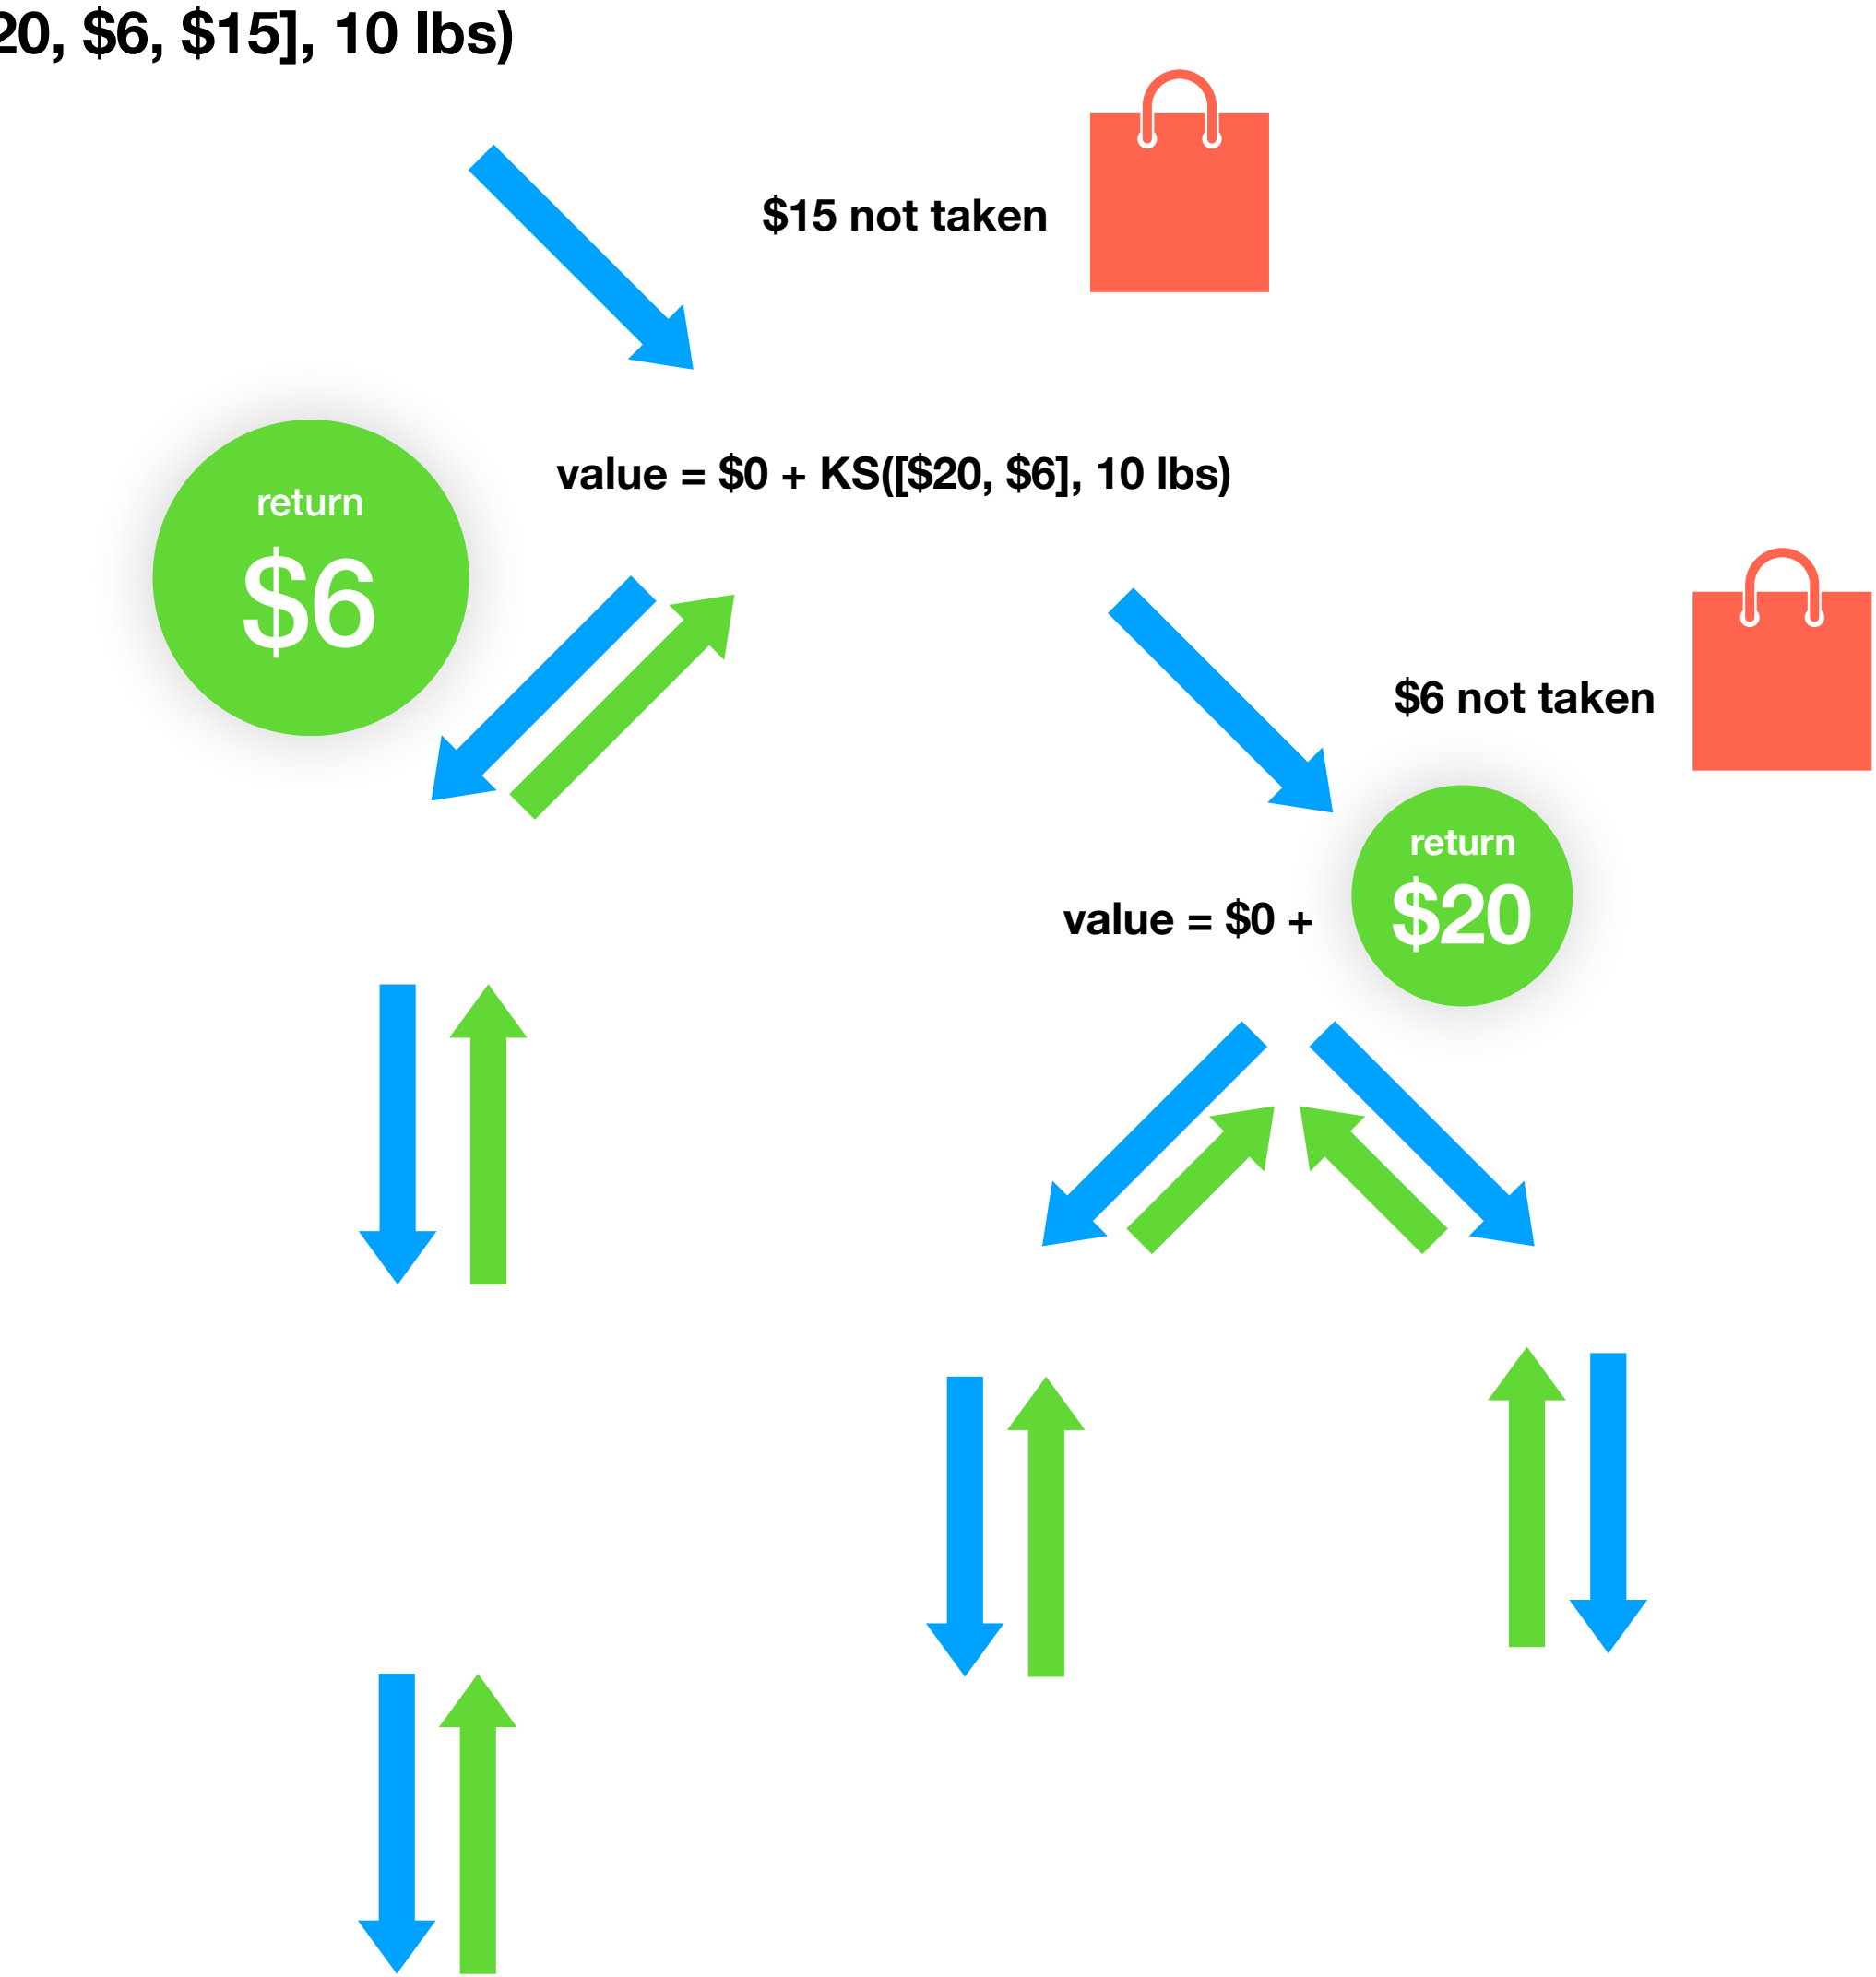 20, $6, $15], 10 lbs)
$15 not taken
value = $0 + KS([$20, $6], 10 lbs)
return
$6
$6 not taken
return
$20
value = $0 +